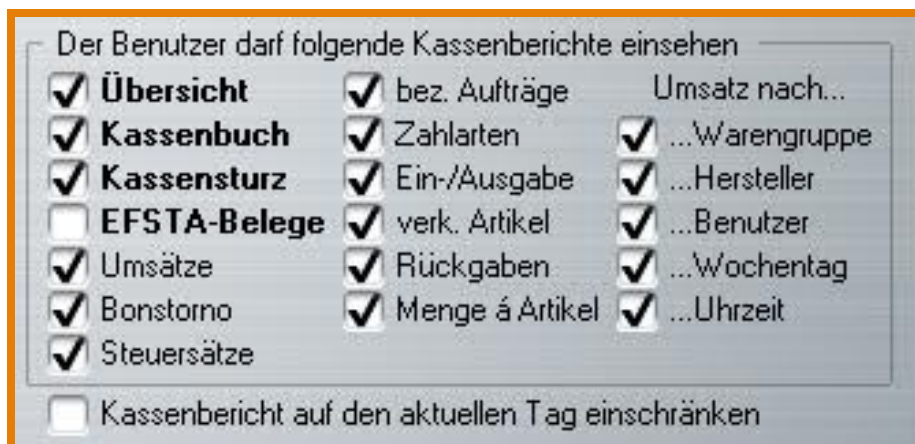 Der Benutzer darf folgende Kassenberichte einsehen
Übersicht
Kassenbuch
Kassensturz
EFSTA-Belege
Umsätze
Bonstorno
Steuersätze
bez. Aufträge
Zahlarten
Ein-/Ausgabe
verk. Artikel
Rückgaben
Menge á Artikel
Umsatz nach...
...Warengruppe
...Hersteller
...Benutzer
...Wochentag
...Uhrzeit
Kassenbericht auf den aktuellen Tag einschränken